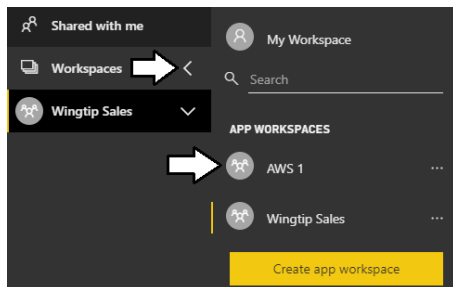 Shared with me
Workspaces
Wingtip Sales
My Workspace
Search
APP WORKSPACES
AWS 1
Wingtip Sales
Create app workspace